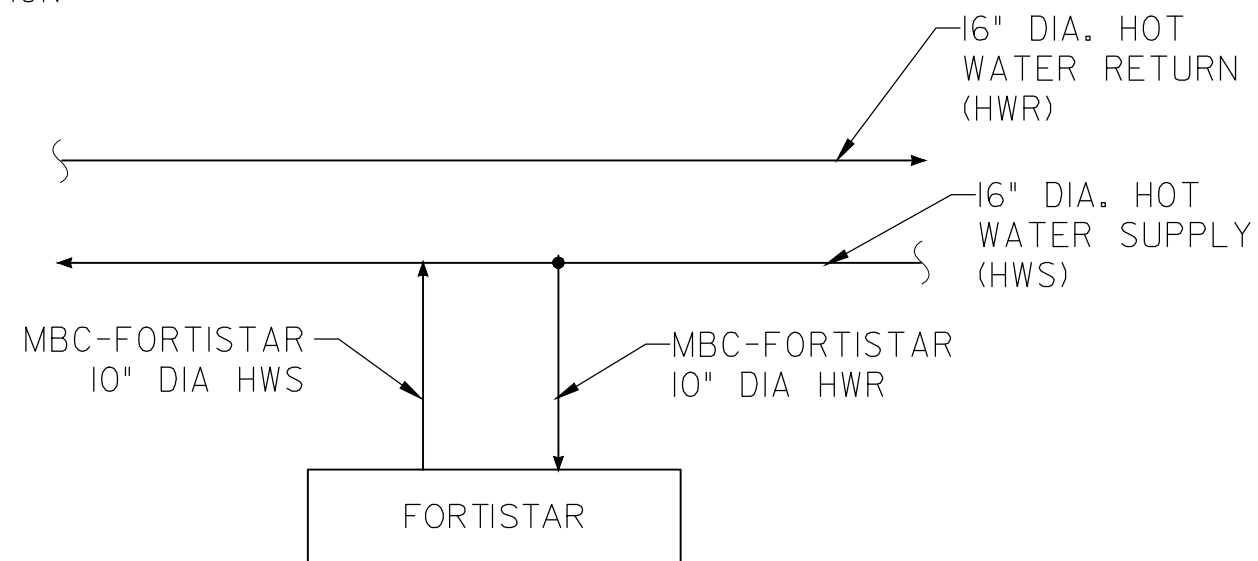 16" DIA. HOT
WATER RETURN
(HWR)
16" DIA. HOT
WATER SUPPLY
(HWS)
MBC-FORTISTAR
10" DIA HWS
MBC-FORTISTAR
10" DIA HWR
FORTISTAR